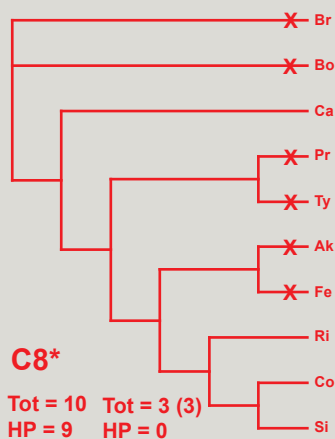 X Br
X Bo
Ca
X Pr
X Ty
X Ak
X Fe
Ri
Co
Si
C8*
Tot = 10 Tot = 3 (3)
HP = 9 HP = 0